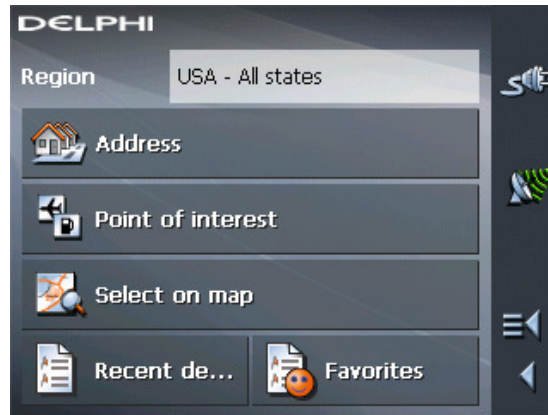 DELPHI
Region USA - All states
Address
Point of interest
Select on map
Recent de... Favorites